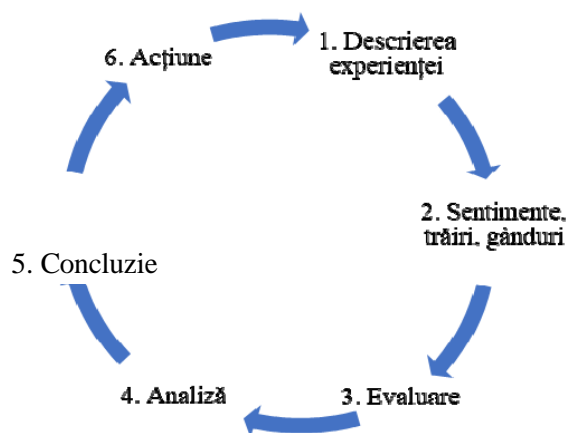 1. Descrierea
experienței
2. Sentimente,
trăiri, gânduri
3. Evaluare
4. Analiză
5. Concluzie
6. Acțiune